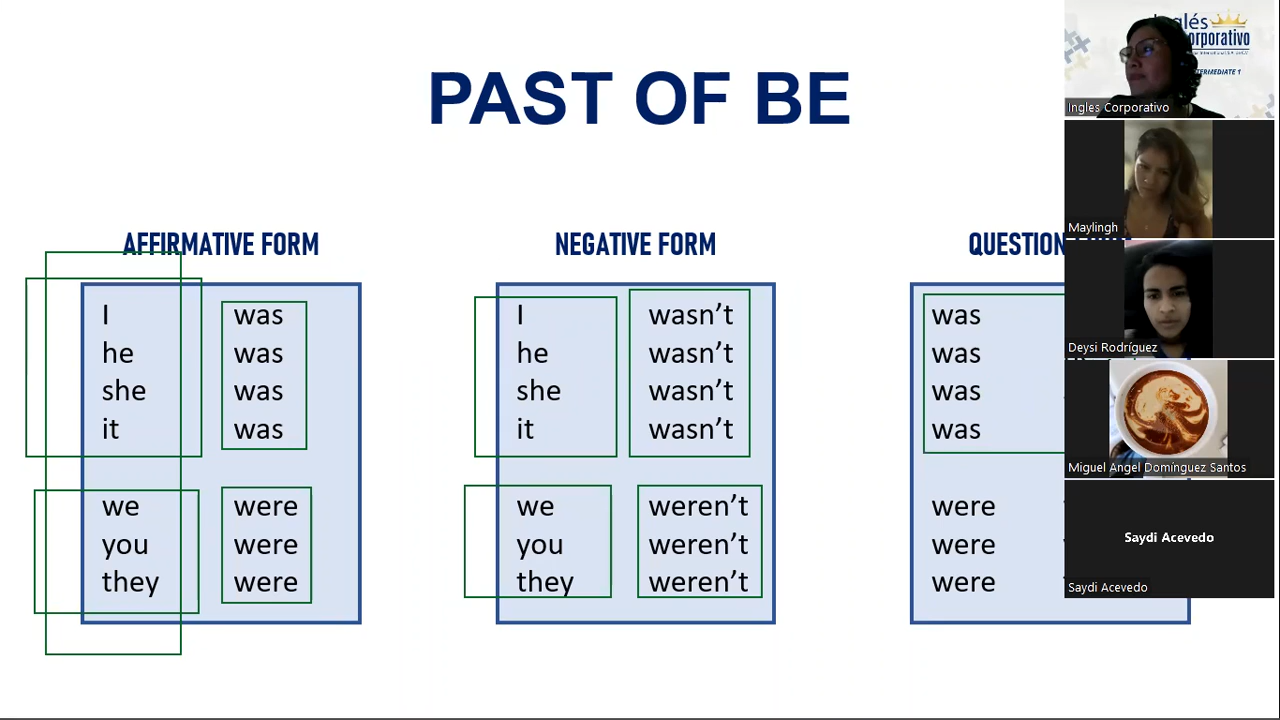 PAST OF BE
AFFIRMATIVE FORM
I was
he was
she was
it was
we were
you were
they were
NEGATIVE FORM
I wasn't
he wasn't
she wasn't
it wasn't
we weren't
you weren't
they weren't
QUESTION
was
was
was
was
were
were
were
Inglés
Corporativo
INTERMEDIATE 1
Ingles Corporativo
Maylingh
Deysi Rodríguez
Miguel Angel Domínguez Santos
Saydi Acevedo
Saydi Acevedo